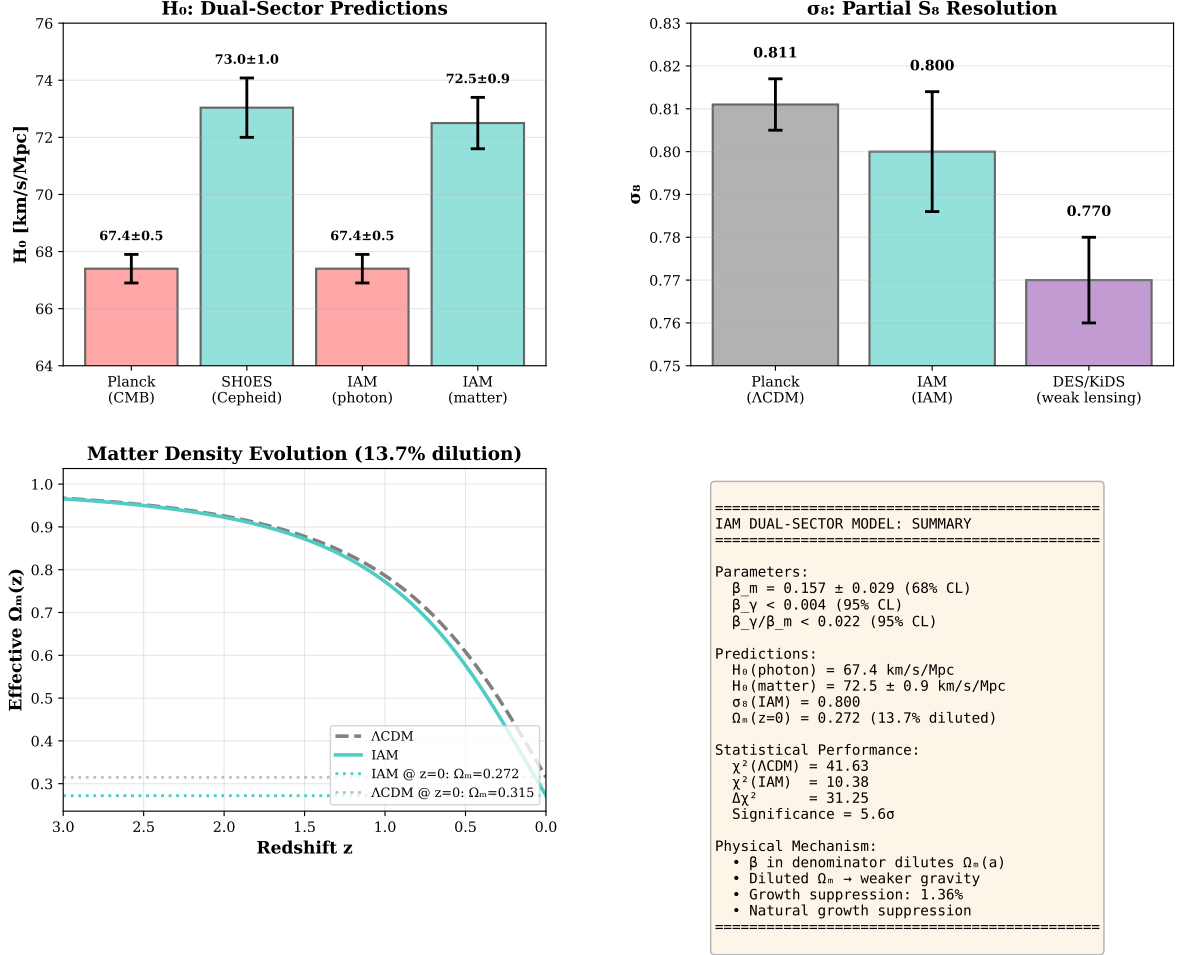 H₀: Dual-Sector Predictions
H₀ [km/s/Mpc]
76
74
72
70
68
66
64
67.4±0.5
73.0±1.0
67.4±0.5
72.5±0.9
Planck
(CMB)
SH0ES
(Cepheid)
IAM
(photon)
IAM
(matter)
σ₈: Partial S₈ Resolution
σ₈
0.83
0.82
0.81
0.80
0.79
0.78
0.77
0.76
0.75
0.811
0.800
0.770
Planck
(ΛCDM)
IAM
(IAM)
DES/KiDS
(weak lensing)
Matter Density Evolution (13.7% dilution)
Effective Ωₘ(z)
1.0
0.9
0.8
0.7
0.6
0.5
0.4
0.3
3.0
2.5
2.0
1.5
1.0
0.5
0.0
Redshift z
ΛCDM
IAM
IAM @ z=0: Ωₘ=0.272
ΛCDM @ z=0: Ωₘ=0.315
=============================================
IAM DUAL-SECTOR MODEL: SUMMARY
=============================================
Parameters:
β_m = 0.157 ± 0.029 (68% CL)
β_γ < 0.004 (95% CL)
β_γ/β_m < 0.022 (95% CL)
Predictions:
H₀(photon) = 67.4 km/s/Mpc
H₀(matter) = 72.5 ± 0.9 km/s/Mpc
σ₈(IAM) = 0.800
Ωₘ(z=0) = 0.272 (13.7% diluted)
Statistical Performance:
χ²(ΛCDM) = 41.63
χ²(IAM)  = 10.38
Δχ²      = 31.25
Significance = 5.6σ
Physical Mechanism:
• β in denominator dilutes Ωₘ(a)
• Diluted Ωₘ → weaker gravity
• Growth suppression: 1.36%
• Natural growth suppression
=============================================